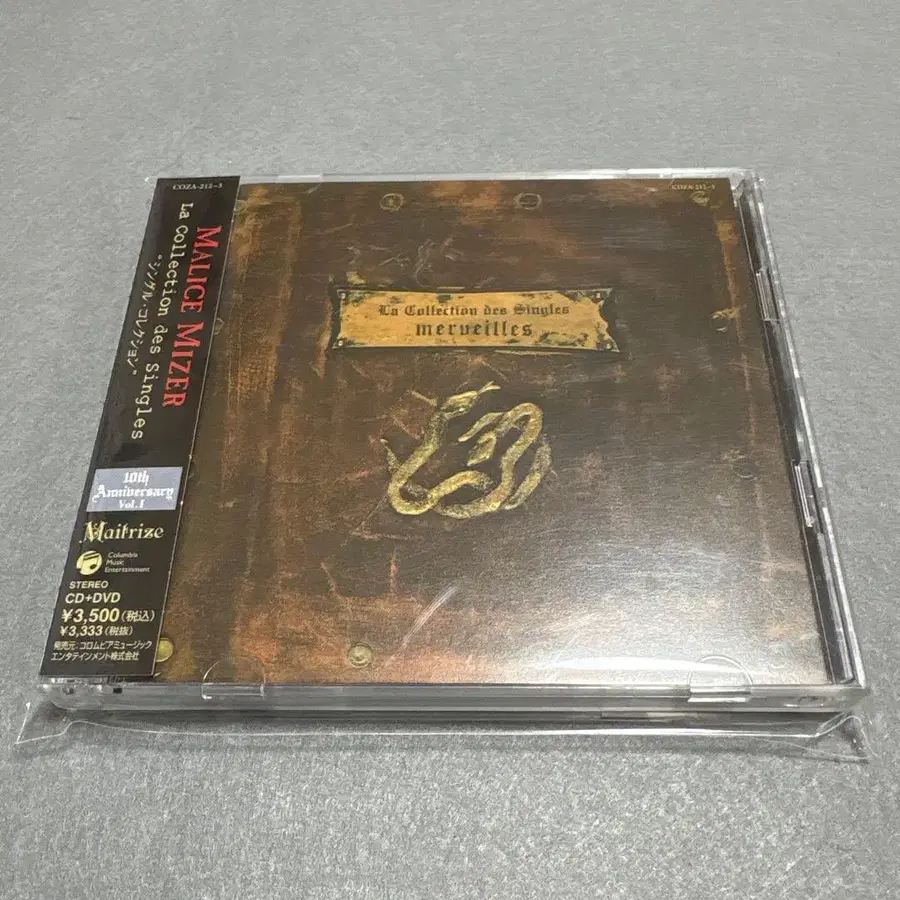 COZA-212~3
MALICE MIZER
La Collection des Singles
"シングル・コレクション"
10th
Anniversary
Vol.1
Maitrize
Columbia
Music
Entertainment
STEREO
CD+DVD
¥3,500(税込)
¥3,333(税抜)
発売元:コロムビアミュージック
エンタテインメント株式会社
COZA-212~3
La Collection des Singles
merveilles